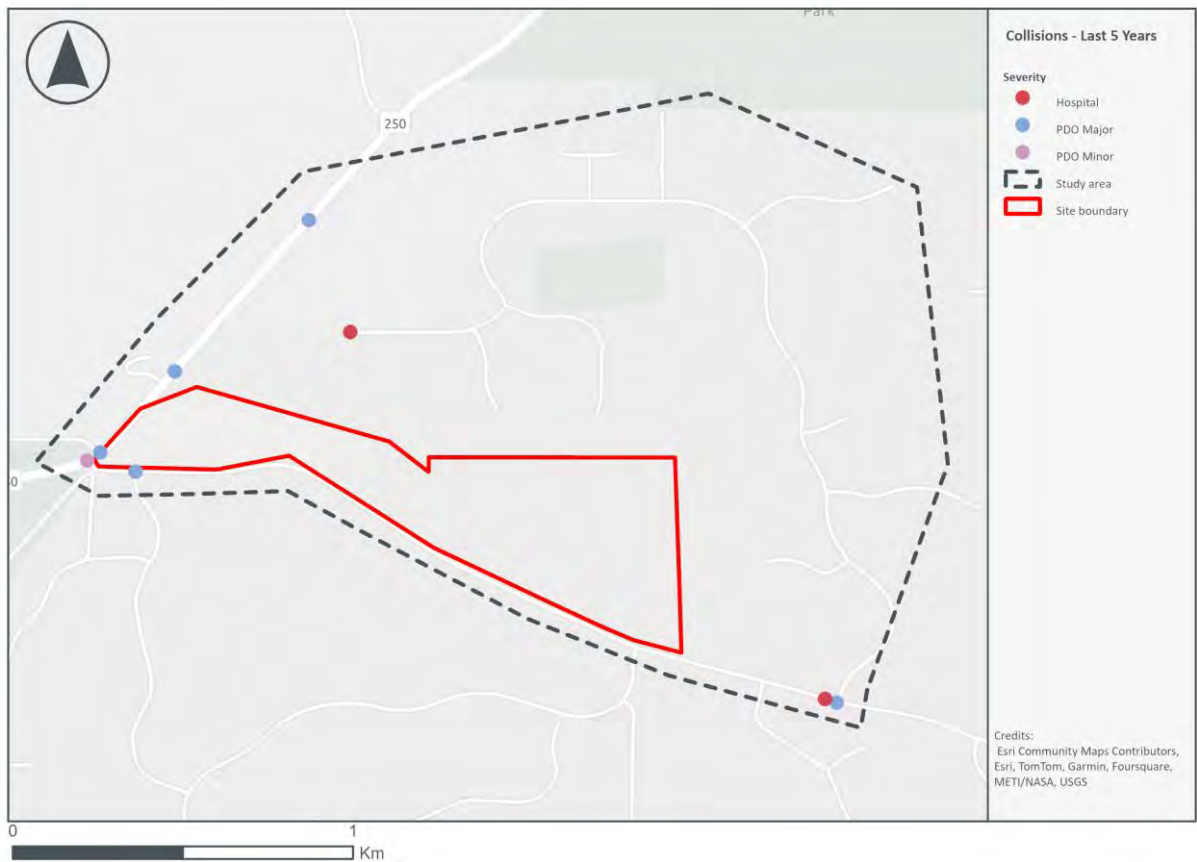 Park
250
0
Collisions - Last 5 Years
Severity
Hospital
PDO Major
PDO Minor
Study area
Site boundary
Credits:
Esri Community Maps Contributors,
Esri, TomTom, Garmin, Foursquare,
METI/NASA, USGS
0 1
Km